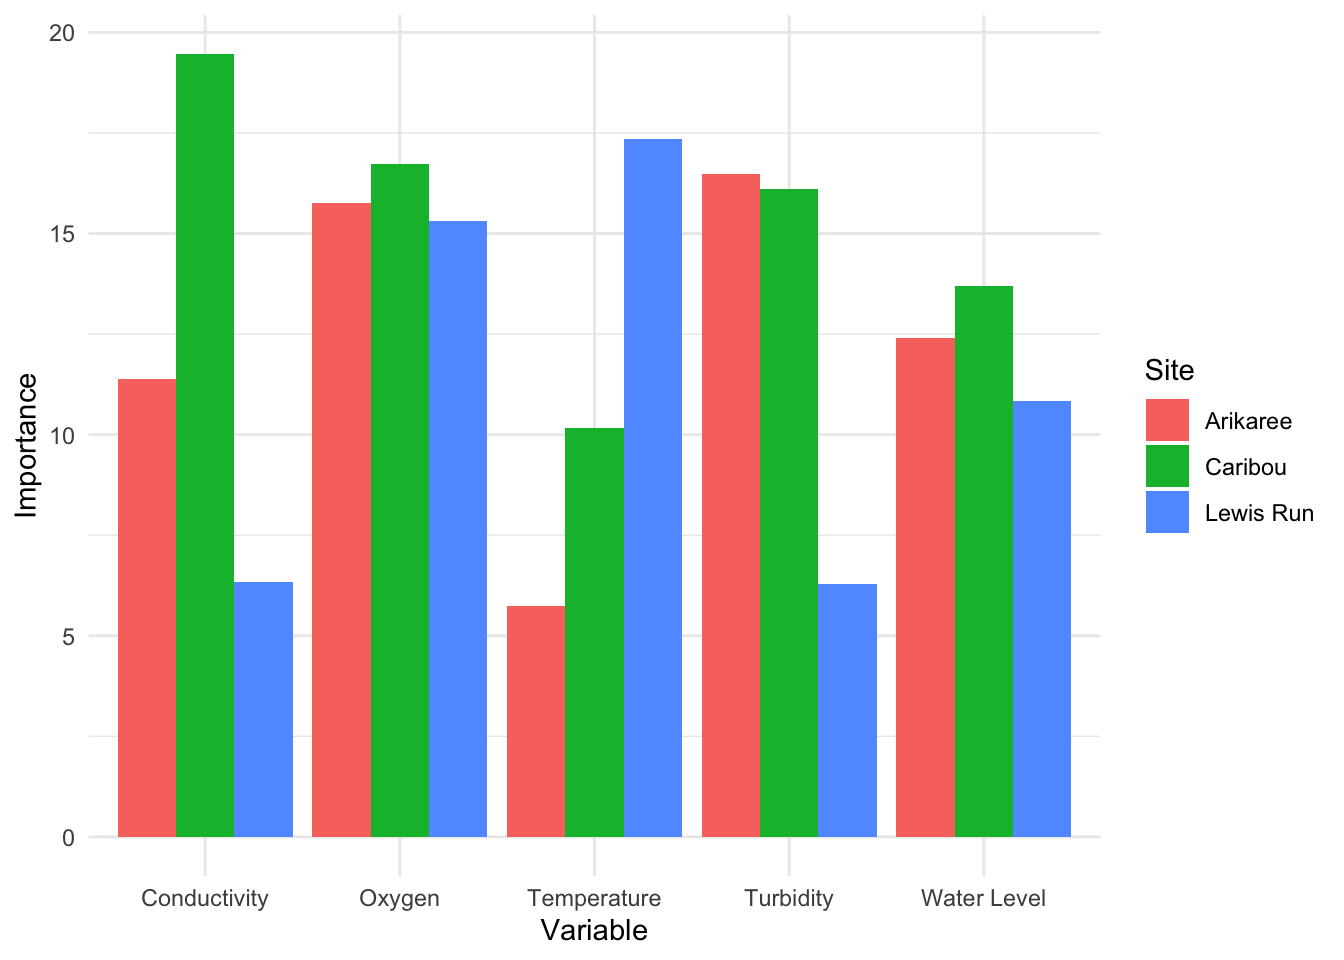 20
15
10
5
0
Importance
Conductivity
Oxygen
Temperature
Turbidity
Water Level
Variable
Site
Arikaree
Caribou
Lewis Run